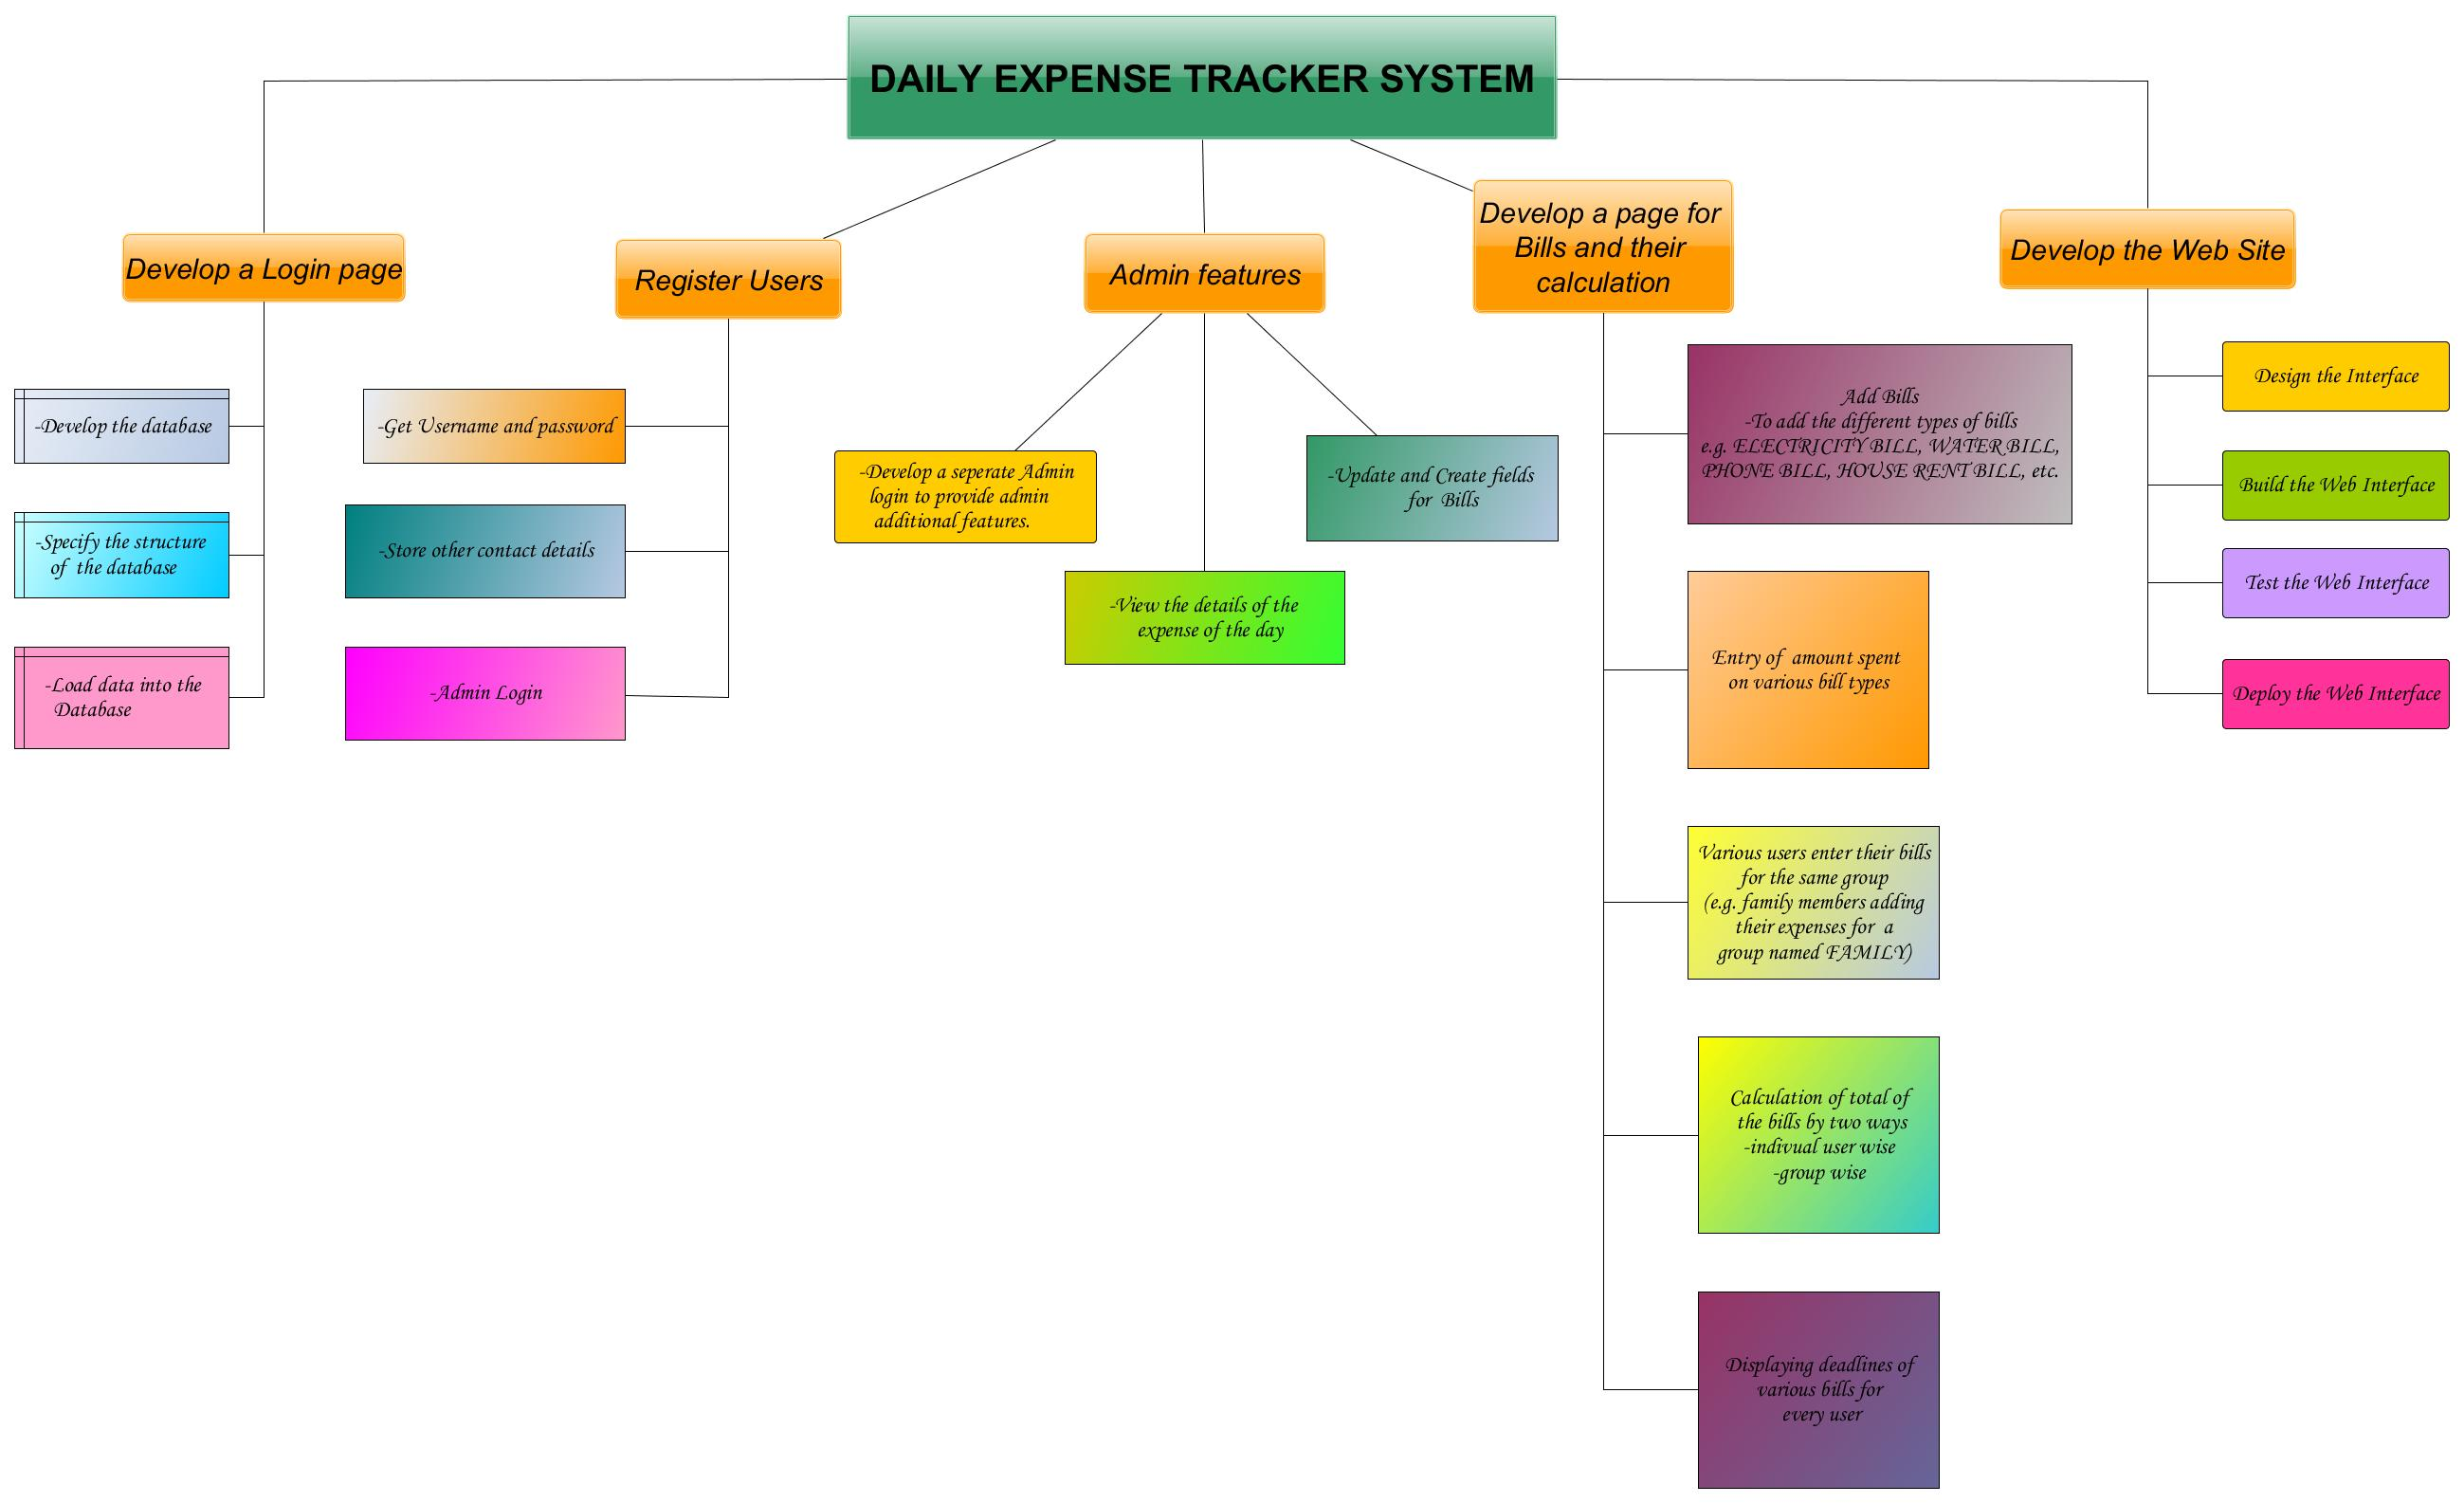 DAILY EXPENSE TRACKER SYSTEM
Develop a Login page
-Develop the database
-Specify the structure
of the database
-Load data into the
Database
Register Users
-Get Username and password
-Store other contact details
-Admin Login
Admin features
-Develop a seperate Admin
login to provide admin
additional features.
-View the details of the
expense of the day
-Update and Create fields
for Bills
Develop a page for
Bills and their
calculation
Add Bills
-To add the different types of bills
e.g. ELECTRICITY BILL, WATER BILL,
PHONE BILL, HOUSE RENT BILL, etc.
Entry of amount spent
on various bill types
Various users enter their bills
for the same group
(e.g. family members adding
their expenses for a
group named FAMILY)
Calculation of total of
the bills by two ways
-indivual user wise
-group wise
Displaying deadlines of
various bills for
every user
Develop the Web Site
Design the Interface
Build the Web Interface
Test the Web Interface
Deploy the Web Interface